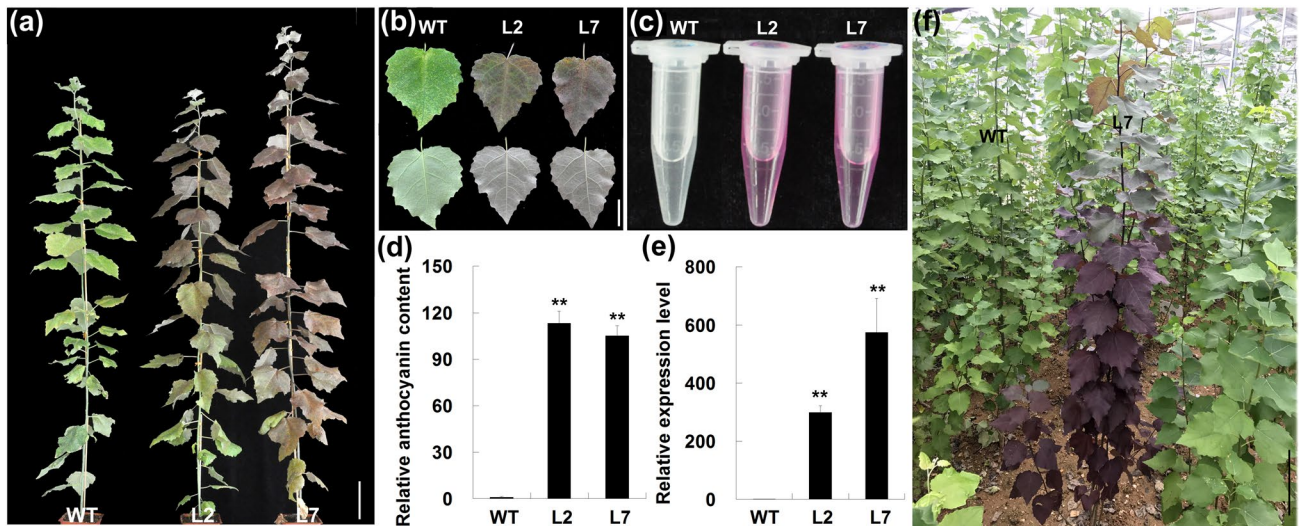 (a)
WT L2 L7
(b) WT L2 L7
(c) WT L2 L7
(d)
Relative anthocyanin content
150
120
90
60
30
0
**
**
WT L2 L7
(e)
Relative expression level
800
600
400
200
0
**
**
WT L2 L7
(f)
WT
L7